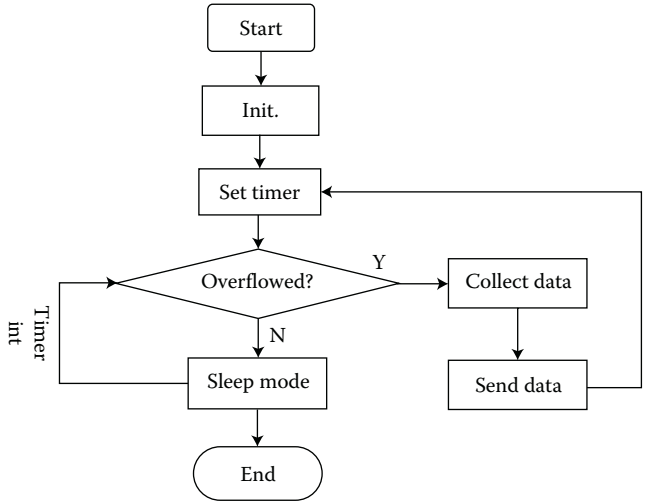 Start
Init.
Set timer
Overflowed?
Y
Collect data
Timer
int
N
Sleep mode
Send data
End